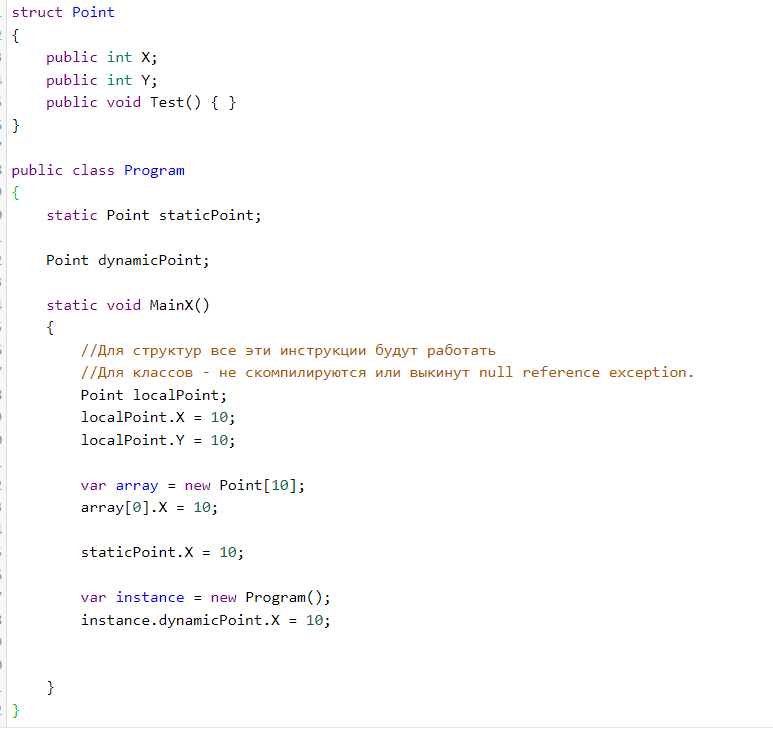 struct Point
{
    public int X;
    public int Y;
    public void Test() { }
}
public class Program
{
    static Point staticPoint;
    Point dynamicPoint;
    static void MainX()
    {
        //Для структур все эти инструкции будут работать
        //Для классов - не скомпилируются или выкинут null reference exception.
        Point localPoint;
        localPoint.X = 10;
        localPoint.Y = 10;
        var array = new Point[10];
        array[0].X = 10;
        staticPoint.X = 10;
        var instance = new Program();
        instance.dynamicPoint.X = 10;
    }
}